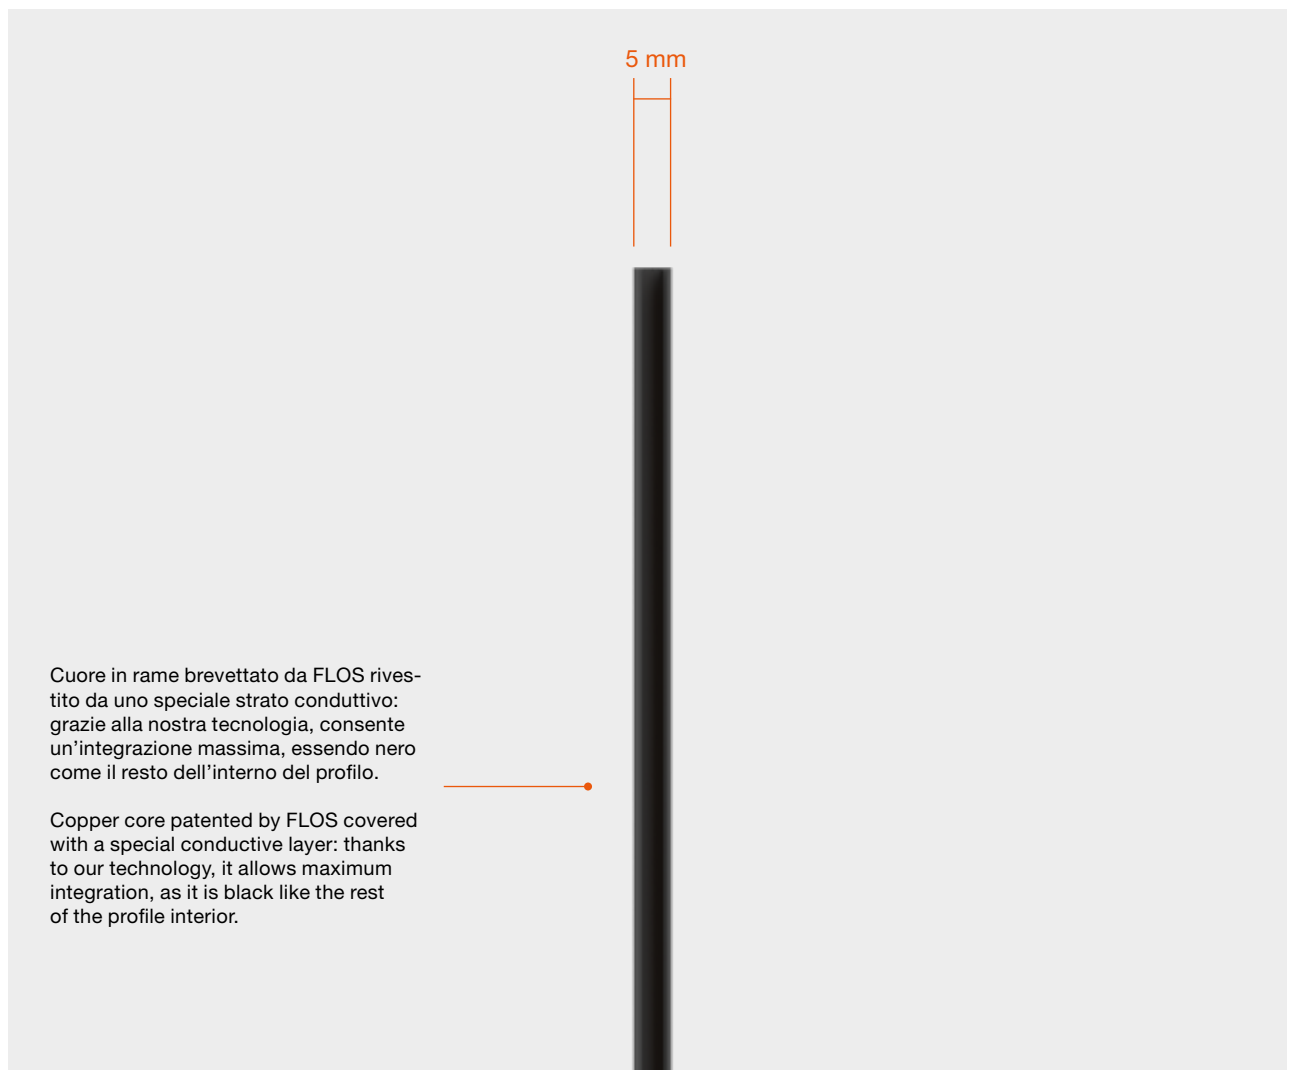 5 mm
Cuore in rame brevettato da FLOS rives-
tito da uno speciale strato conduttivo:
grazie alla nostra tecnologia, consente
un’integrazione massima, essendo nero
come il resto dell’interno del profilo.
Copper core patented by FLOS covered
with a special conductive layer: thanks
to our technology, it allows maximum
integration, as it is black like the rest
of the profile interior.